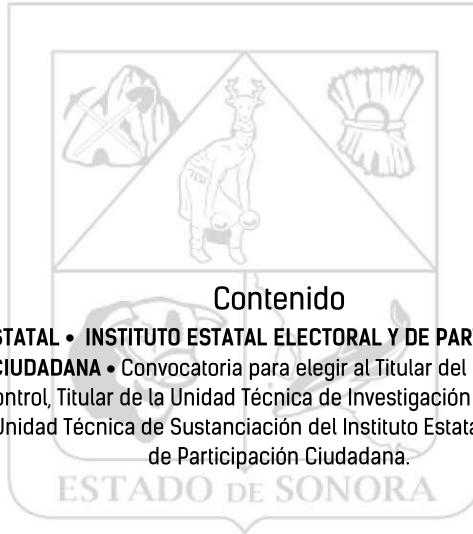 Contenido
STATAL • INSTITUTO ESTATAL ELECTORAL Y DE PAR
CIUDADANA • Convocatoria para elegir al Titular del
ontrol, Titular de la Unidad Técnica de Investigación
Unidad Técnica de Sustanciación del Instituto Estata
de Participación Ciudadana.
ESTADO DE SONORA